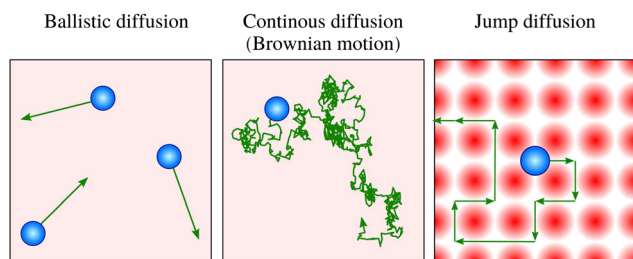 Ballistic diffusion
Continous diffusion
(Brownian motion)
Jump diffusion